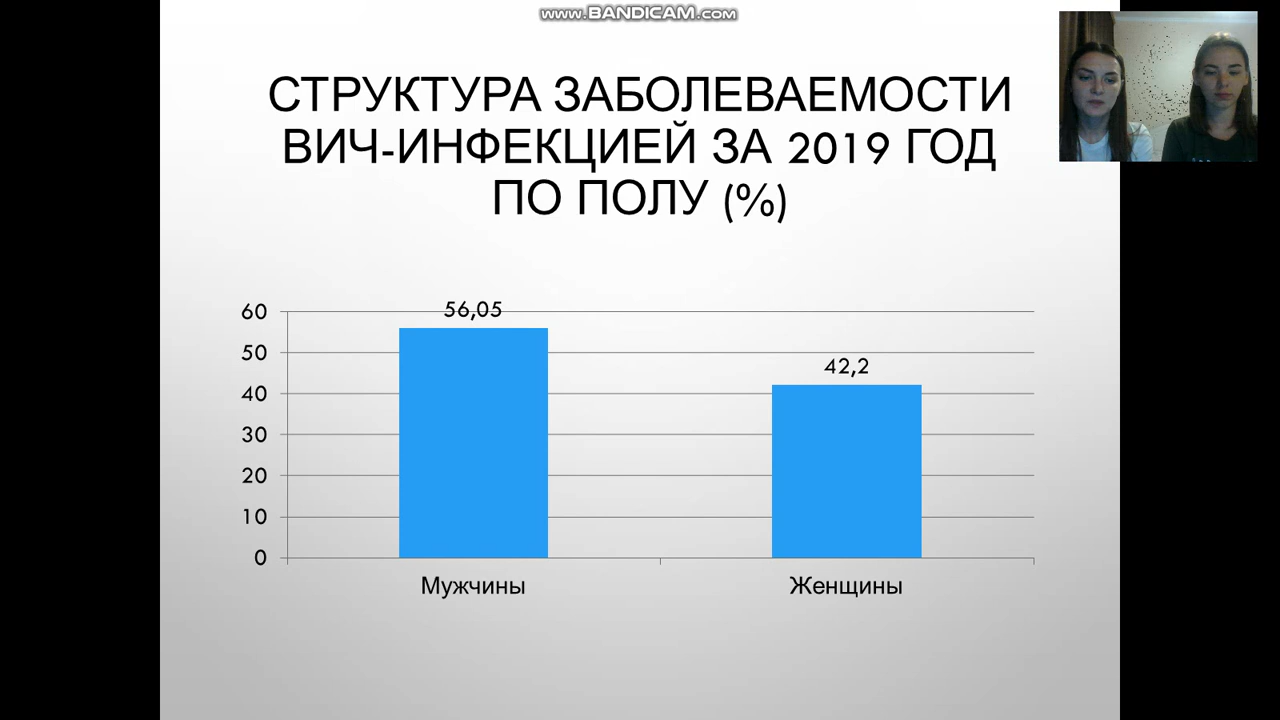 www.BANDICAM.com
СТРУКТУРА ЗАБОЛЕВАЕМОСТИ
ВИЧ-ИНФЕКЦИЕЙ ЗА 2019 ГОД
ПО ПОЛУ (%)
60
50
40
30
20
10
0
56,05
42,2
Мужчины
Женщины